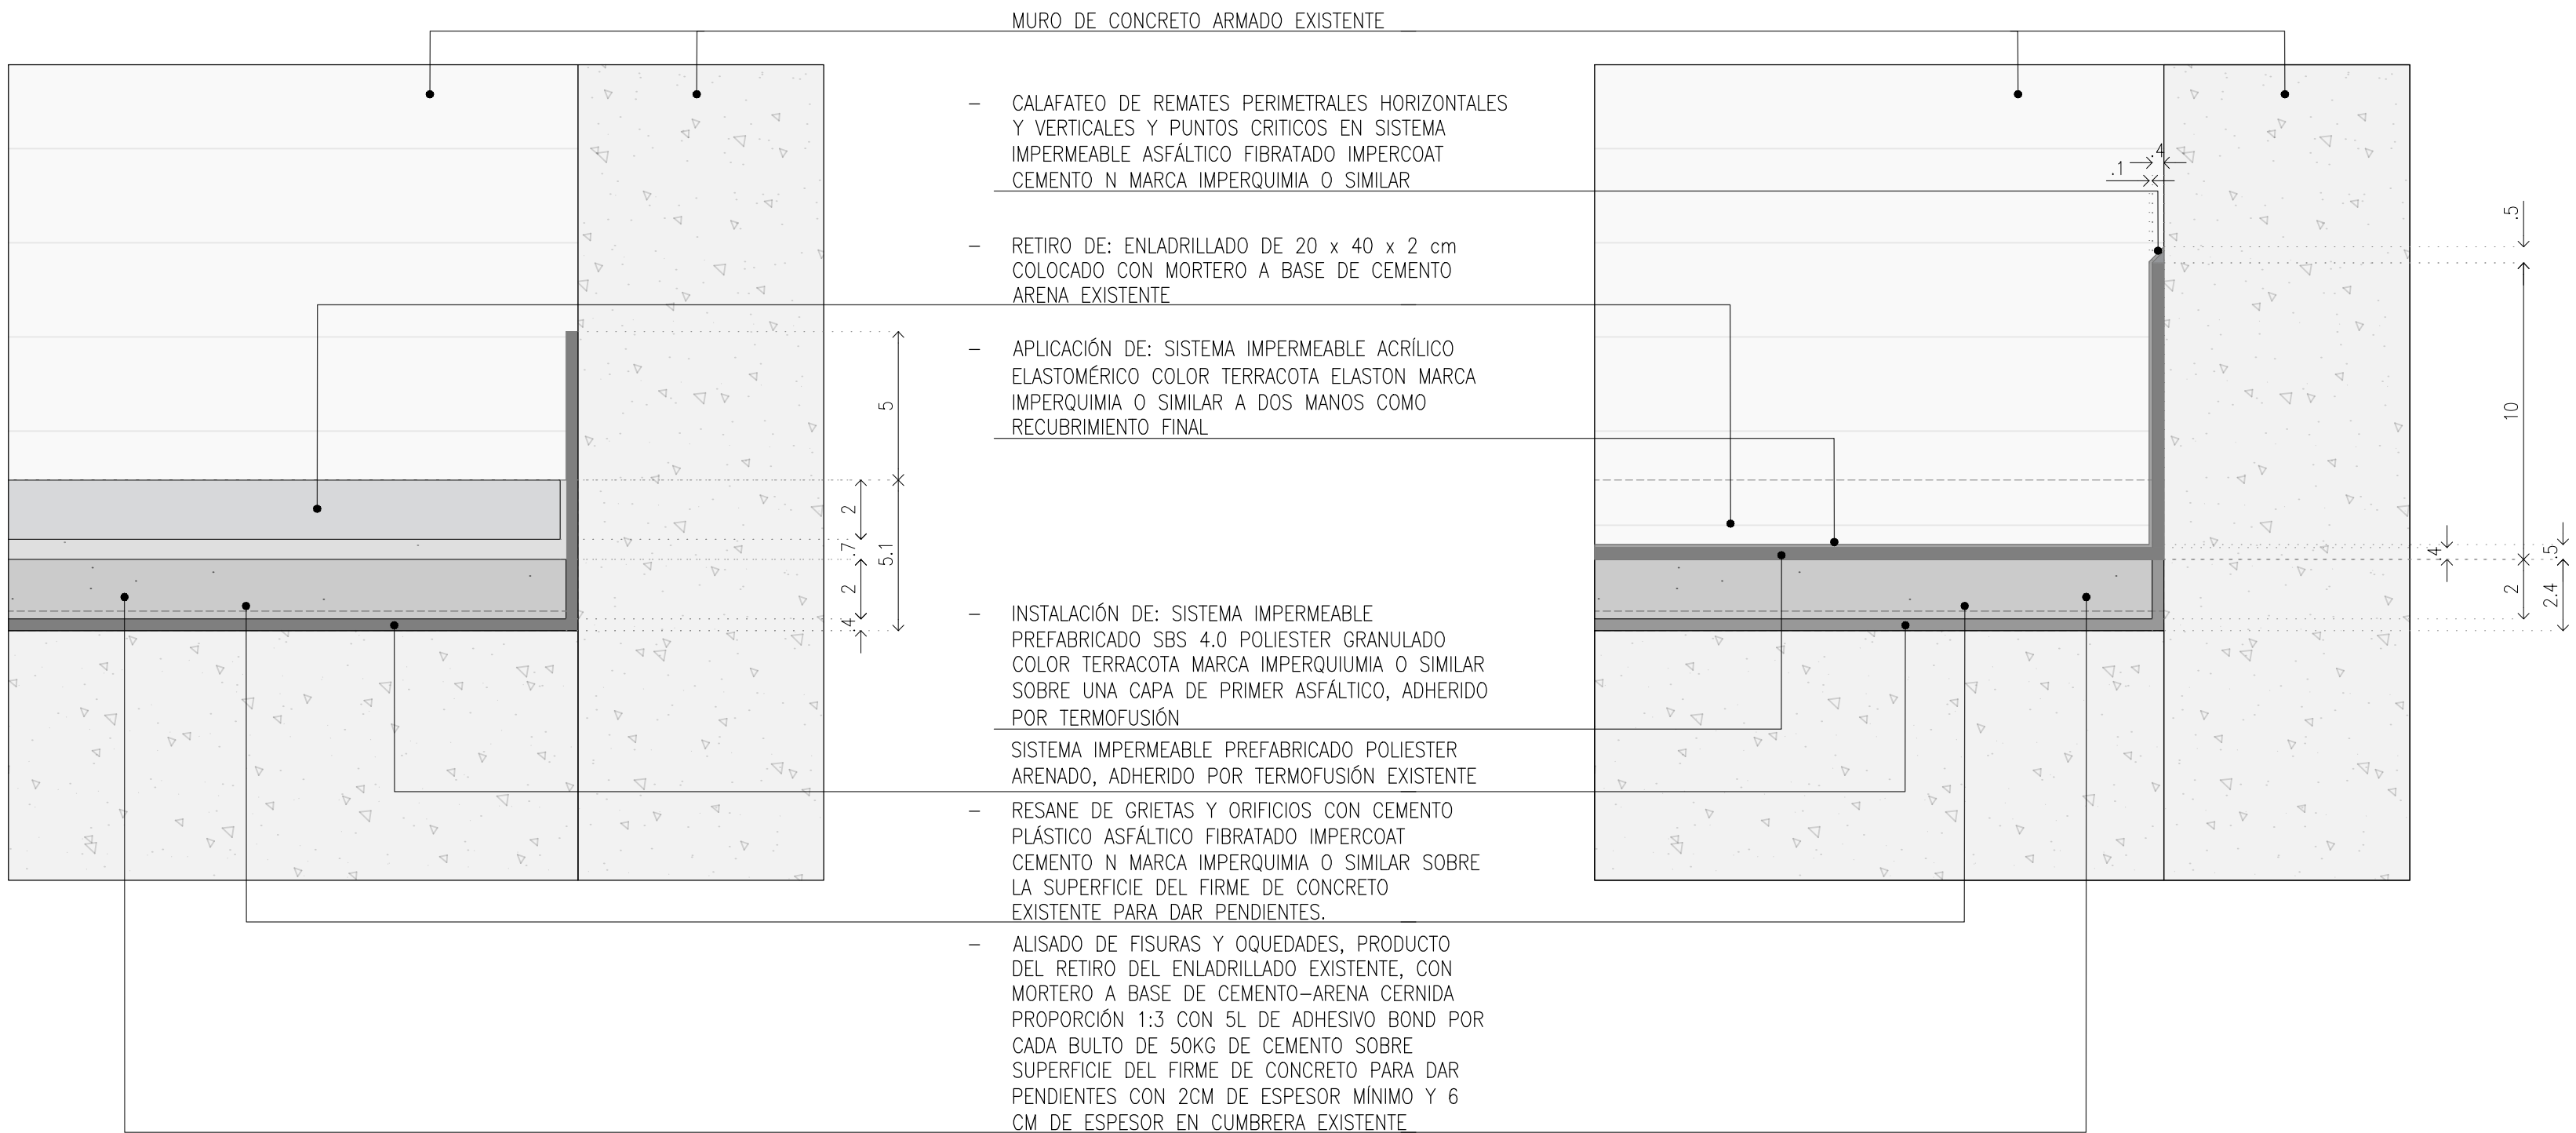 MURO DE CONCRETO ARMADO EXISTENTE
– CALAFATEO DE REMATES PERIMETRALES HORIZONTALES
Y VERTICALES Y PUNTOS CRITICOS EN SISTEMA
IMPERMEABLE ASFÁLTICO FIBRATADO IMPERCOAT
CEMENTO N MARCA IMPERQUIMIA O SIMILAR
– RETIRO DE: ENLADRILLADO DE 20 x 40 x 2 cm
COLOCADO CON MORTERO A BASE DE CEMENTO
ARENA EXISTENTE
– APLICACIÓN DE: SISTEMA IMPERMEABLE ACRÍLICO
ELASTOMÉRICO COLOR TERRACOTA ELASTON MARCA
IMPERQUIMIA O SIMILAR A DOS MANOS COMO
RECUBRIMIENTO FINAL
– INSTALACIÓN DE: SISTEMA IMPERMEABLE
PREFABRICADO SBS 4.0 POLIESTER GRANULADO
COLOR TERRACOTA MARCA IMPERQUIUMIA O SIMILAR
SOBRE UNA CAPA DE PRIMER ASFÁLTICO, ADHERIDO
POR TERMOFUSIÓN
SISTEMA IMPERMEABLE PREFABRICADO POLIESTER
ARENADO, ADHERIDO POR TERMOFUSIÓN EXISTENTE
– RESANE DE GRIETAS Y ORIFICIOS CON CEMENTO
PLÁSTICO ASFÁLTICO FIBRATADO IMPERCOAT
CEMENTO N MARCA IMPERQUIMIA O SIMILAR SOBRE
LA SUPERFICIE DEL FIRME DE CONCRETO
EXISTENTE PARA DAR PENDIENTES.
– ALISADO DE FISURAS Y OQUEDADES, PRODUCTO
DEL RETIRO DEL ENLADRILLADO EXISTENTE, CON
MORTERO A BASE DE CEMENTO–ARENA CERNIDA
PROPORCIÓN 1:3 CON 5L DE ADHESIVO BOND POR
CADA BULTO DE 50KG DE CEMENTO SOBRE
SUPERFICIE DEL FIRME DE CONCRETO PARA DAR
PENDIENTES CON 2CM DE ESPESOR MÍNIMO Y 6
CM DE ESPESOR EN CUMBRERA EXISTENTE
5
2
.7
5.1
2
.4
.4
.1
.5
10
.4
.5
2
2.4